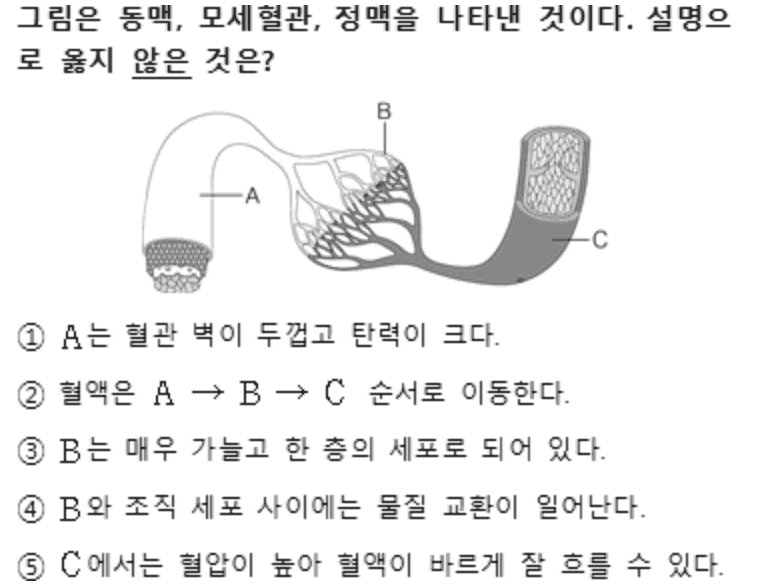 그림은 동맥, 모세혈관, 정맥을 나타낸 것이다. 설명으
로 옳지 않은 것은?
B
A
C
① A는 혈관 벽이 두껍고 탄력이 크다.
② 혈액은 A → B → C 순서로 이동한다.
③ B는 매우 가늘고 한 층의 세포로 되어 있다.
④ B와 조직 세포 사이에는 물질 교환이 일어난다.
⑤ C에서는 혈압이 높아 혈액이 바르게 잘 흐를 수 있다.